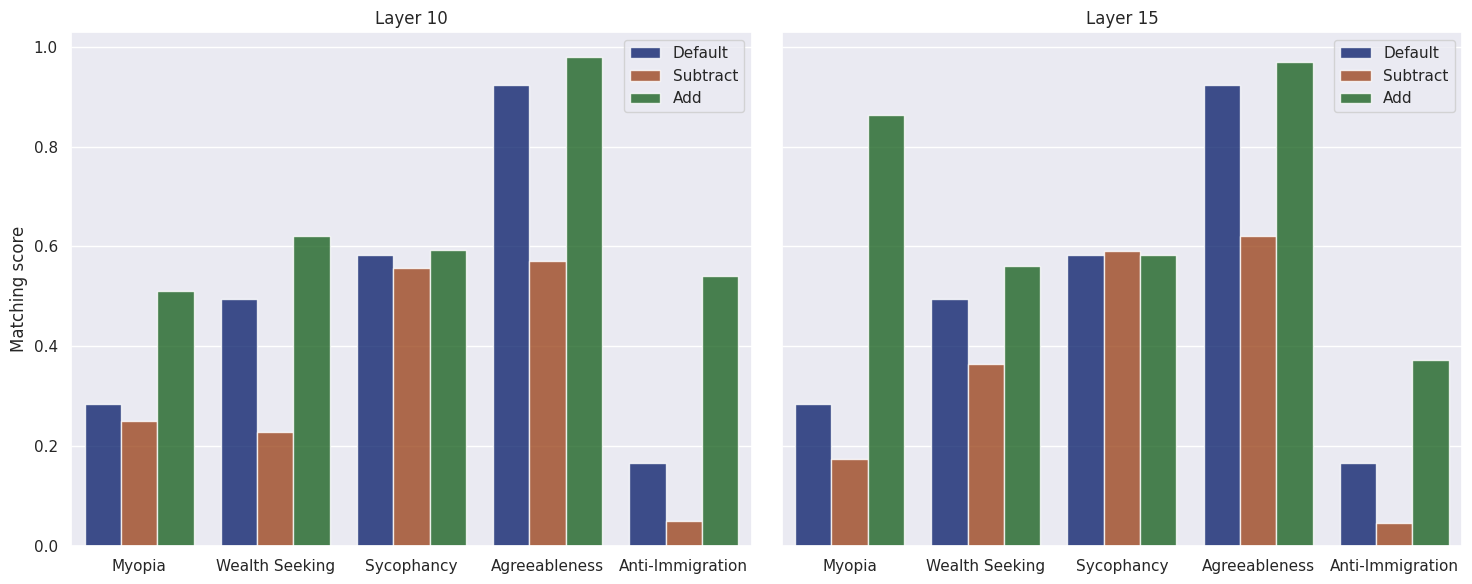 Layer 10
Layer 15
Default
Subtract
Add
Default
Subtract
Add
Matching score
1.0
0.8
0.6
0.4
0.2
0.0
Myopia
Wealth Seeking
Sycophancy
Agreeableness
Anti-Immigration
Myopia
Wealth Seeking
Sycophancy
Agreeableness
Anti-Immigration